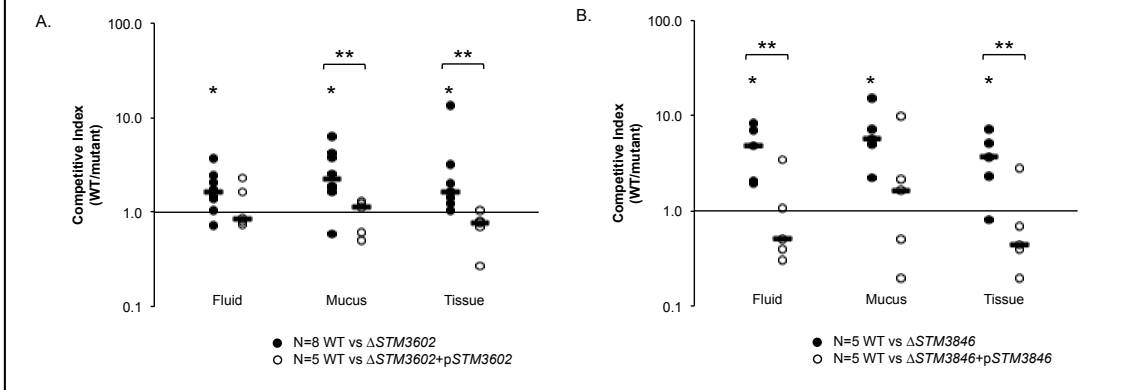 A.
100.0
10.0
1.0
0.1
Competitive Index
(WT/mutant)
** **
* * *
Fluid Mucus Tissue
N=8 WT vs ΔSTM3602
N=5 WT vs ΔSTM3602+pSTM3602
B.
100.0
10.0
1.0
0.1
Competitive Index
(WT/mutant)
** **
* * *
Fluid Mucus Tissue
N=5 WT vs ΔSTM3846
N=5 WT vs ΔSTM3846+pSTM3846